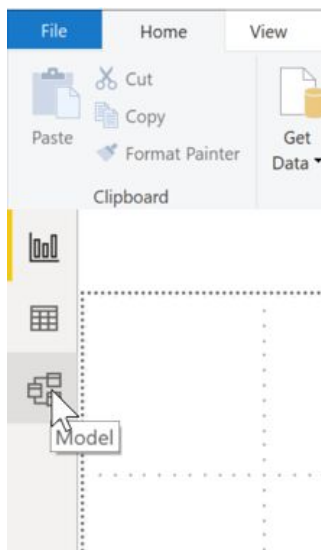 File Home View
Cut
Copy
Paste
Format Painter
Get
Data
Clipboard
Model